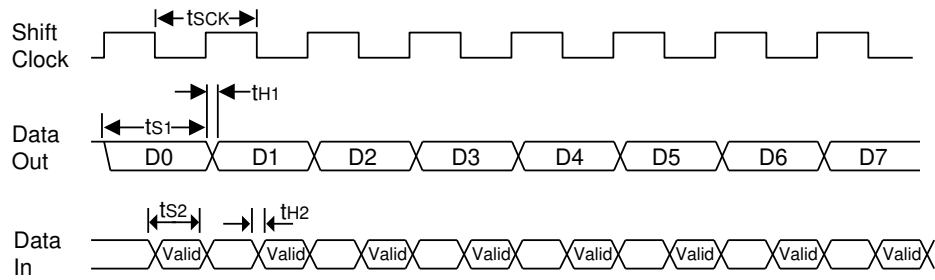 tSCK
Shift
Clock
tH1
tS1
Data
Out
D0 D1 D2 D3 D4 D5 D6 D7
tS2
tH2
Data
In
Valid Valid Valid Valid Valid Valid Valid Valid